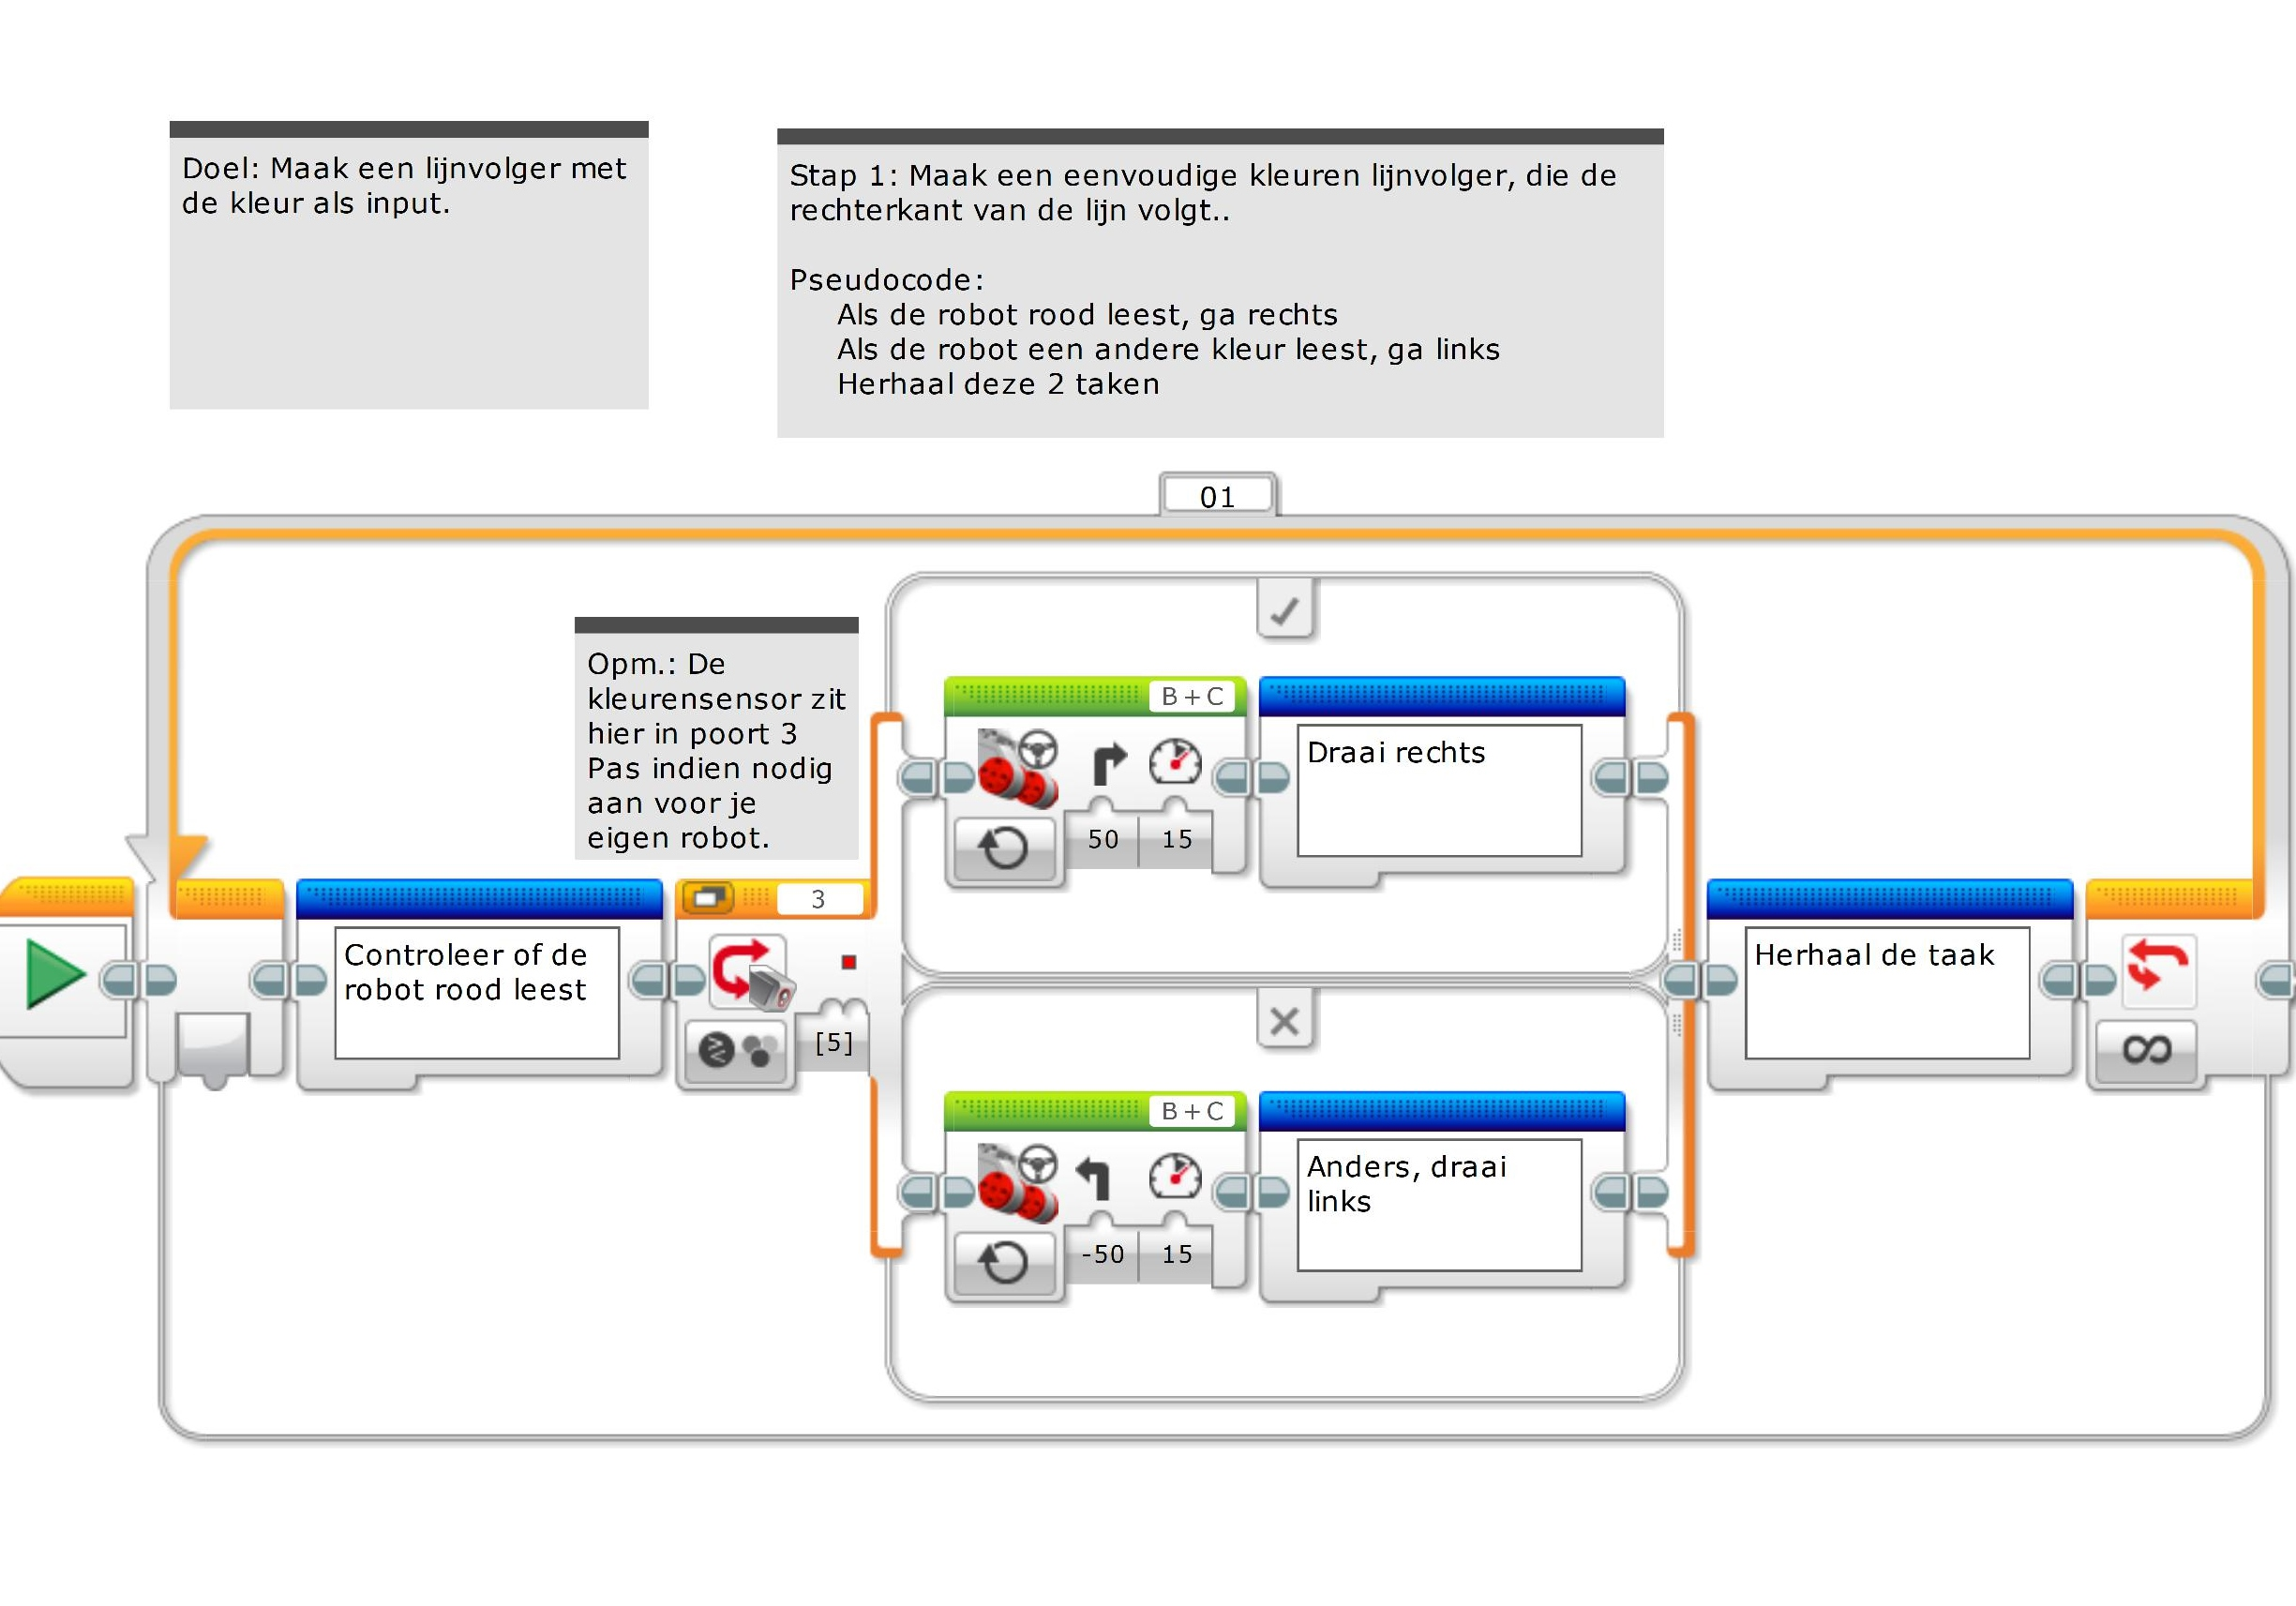 Doel: Maak een lijnvolger met
de kleur als input.
Stap 1: Maak een eenvoudige kleuren lijnvolger, die de
rechterkant van de lijn volgt..
Pseudocode:
Als de robot rood leest, ga rechts
Als de robot een andere kleur leest, ga links
Herhaal deze 2 taken
01
Opm.: De
kleurensensor zit
hier in poort 3
Pas indien nodig
aan voor je
eigen robot.
B + C
Draai rechts
50 15
3
Controleer of de
robot rood leest
[5]
B + C
Anders, draai
links
-50 15
Herhaal de taak
∞